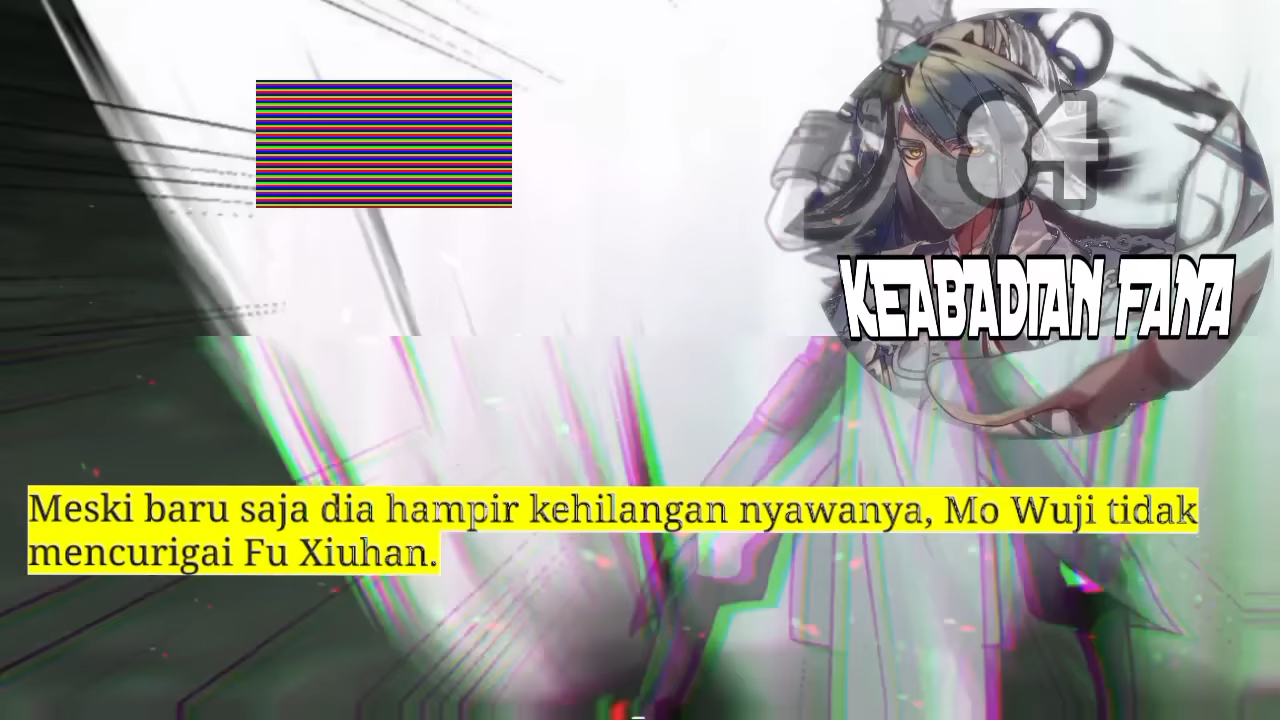 KEABADIAN FANA
Meski baru saja dia hampir kehilangan nyawanya, Mo Wuji tidak
mencurigai Fu Xiuhan.